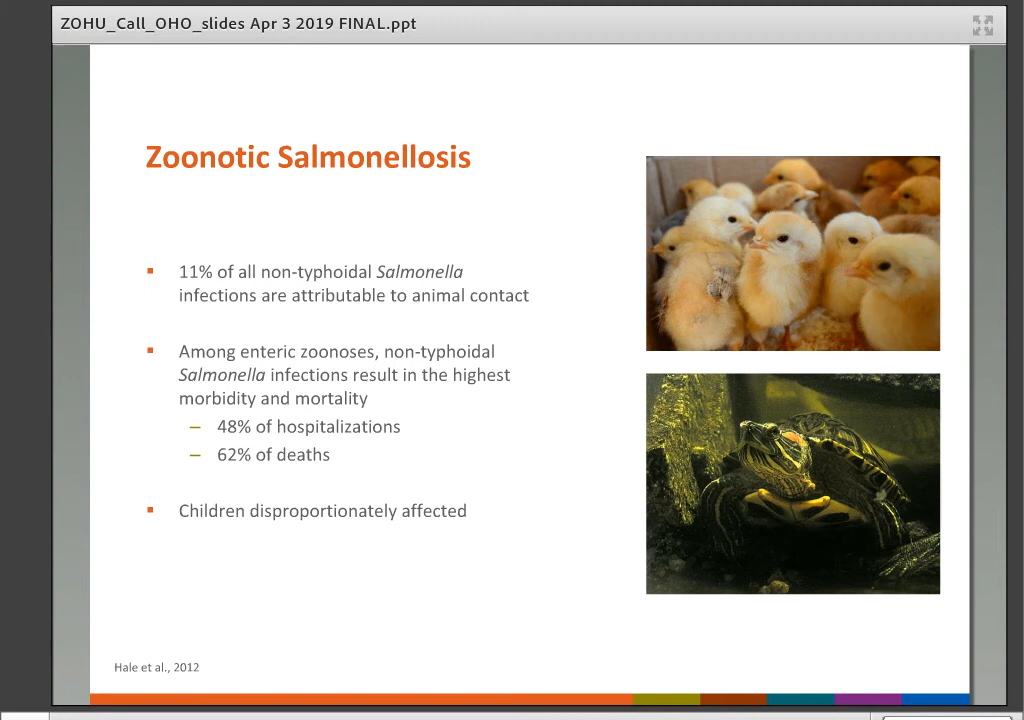 ZOHU_Call_OHO_slides Apr 3 2019 FINAL.ppt
Zoonotic Salmonellosis
▪ 11% of all non-typhoidal Salmonella
infections are attributable to animal contact
▪ Among enteric zoonoses, non-typhoidal
Salmonella infections result in the highest
morbidity and mortality
– 48% of hospitalizations
– 62% of deaths
▪ Children disproportionately affected
Hale et al., 2012